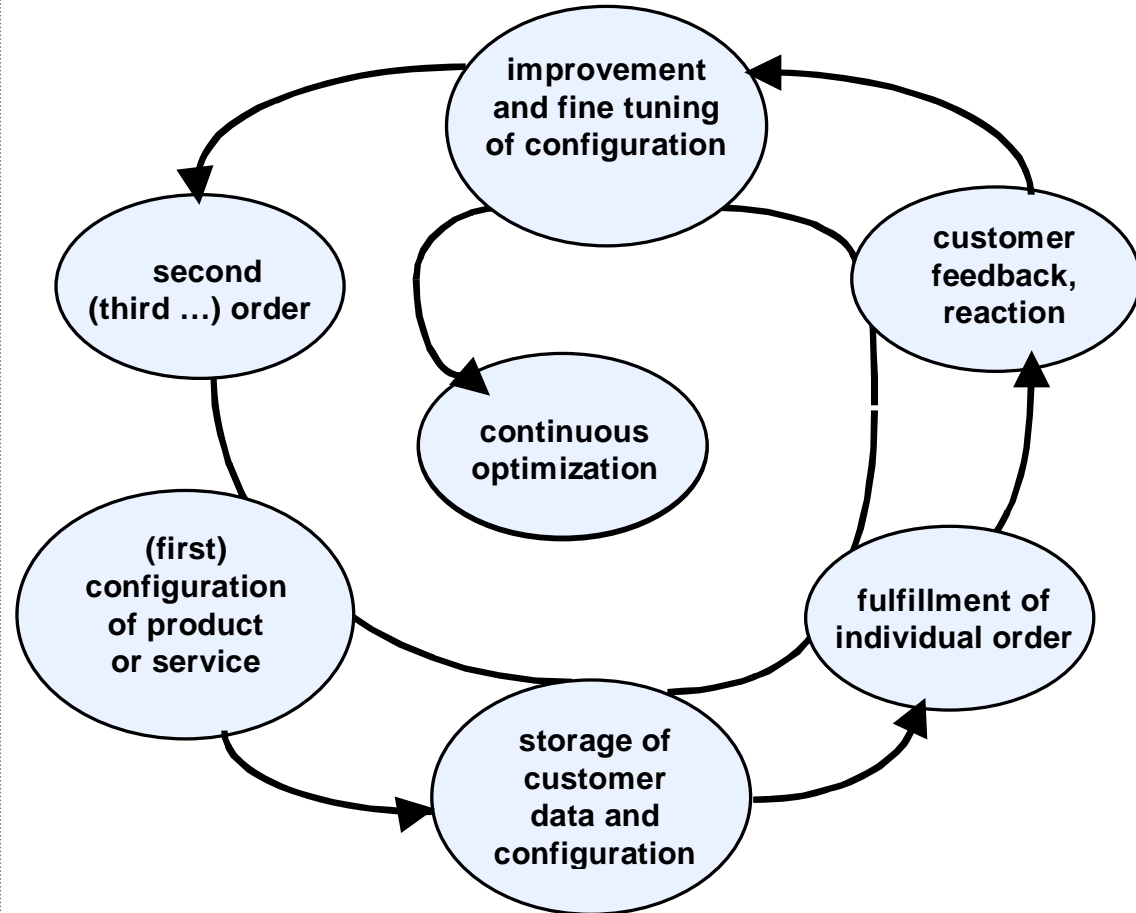 improvement
and fine tuning
of configuration
customer
feedback,
reaction
second
(third …) order
continuous
optimization
(first)
configuration
of product
or service
fulfillment of
individual order
storage of
customer
data and
configuration